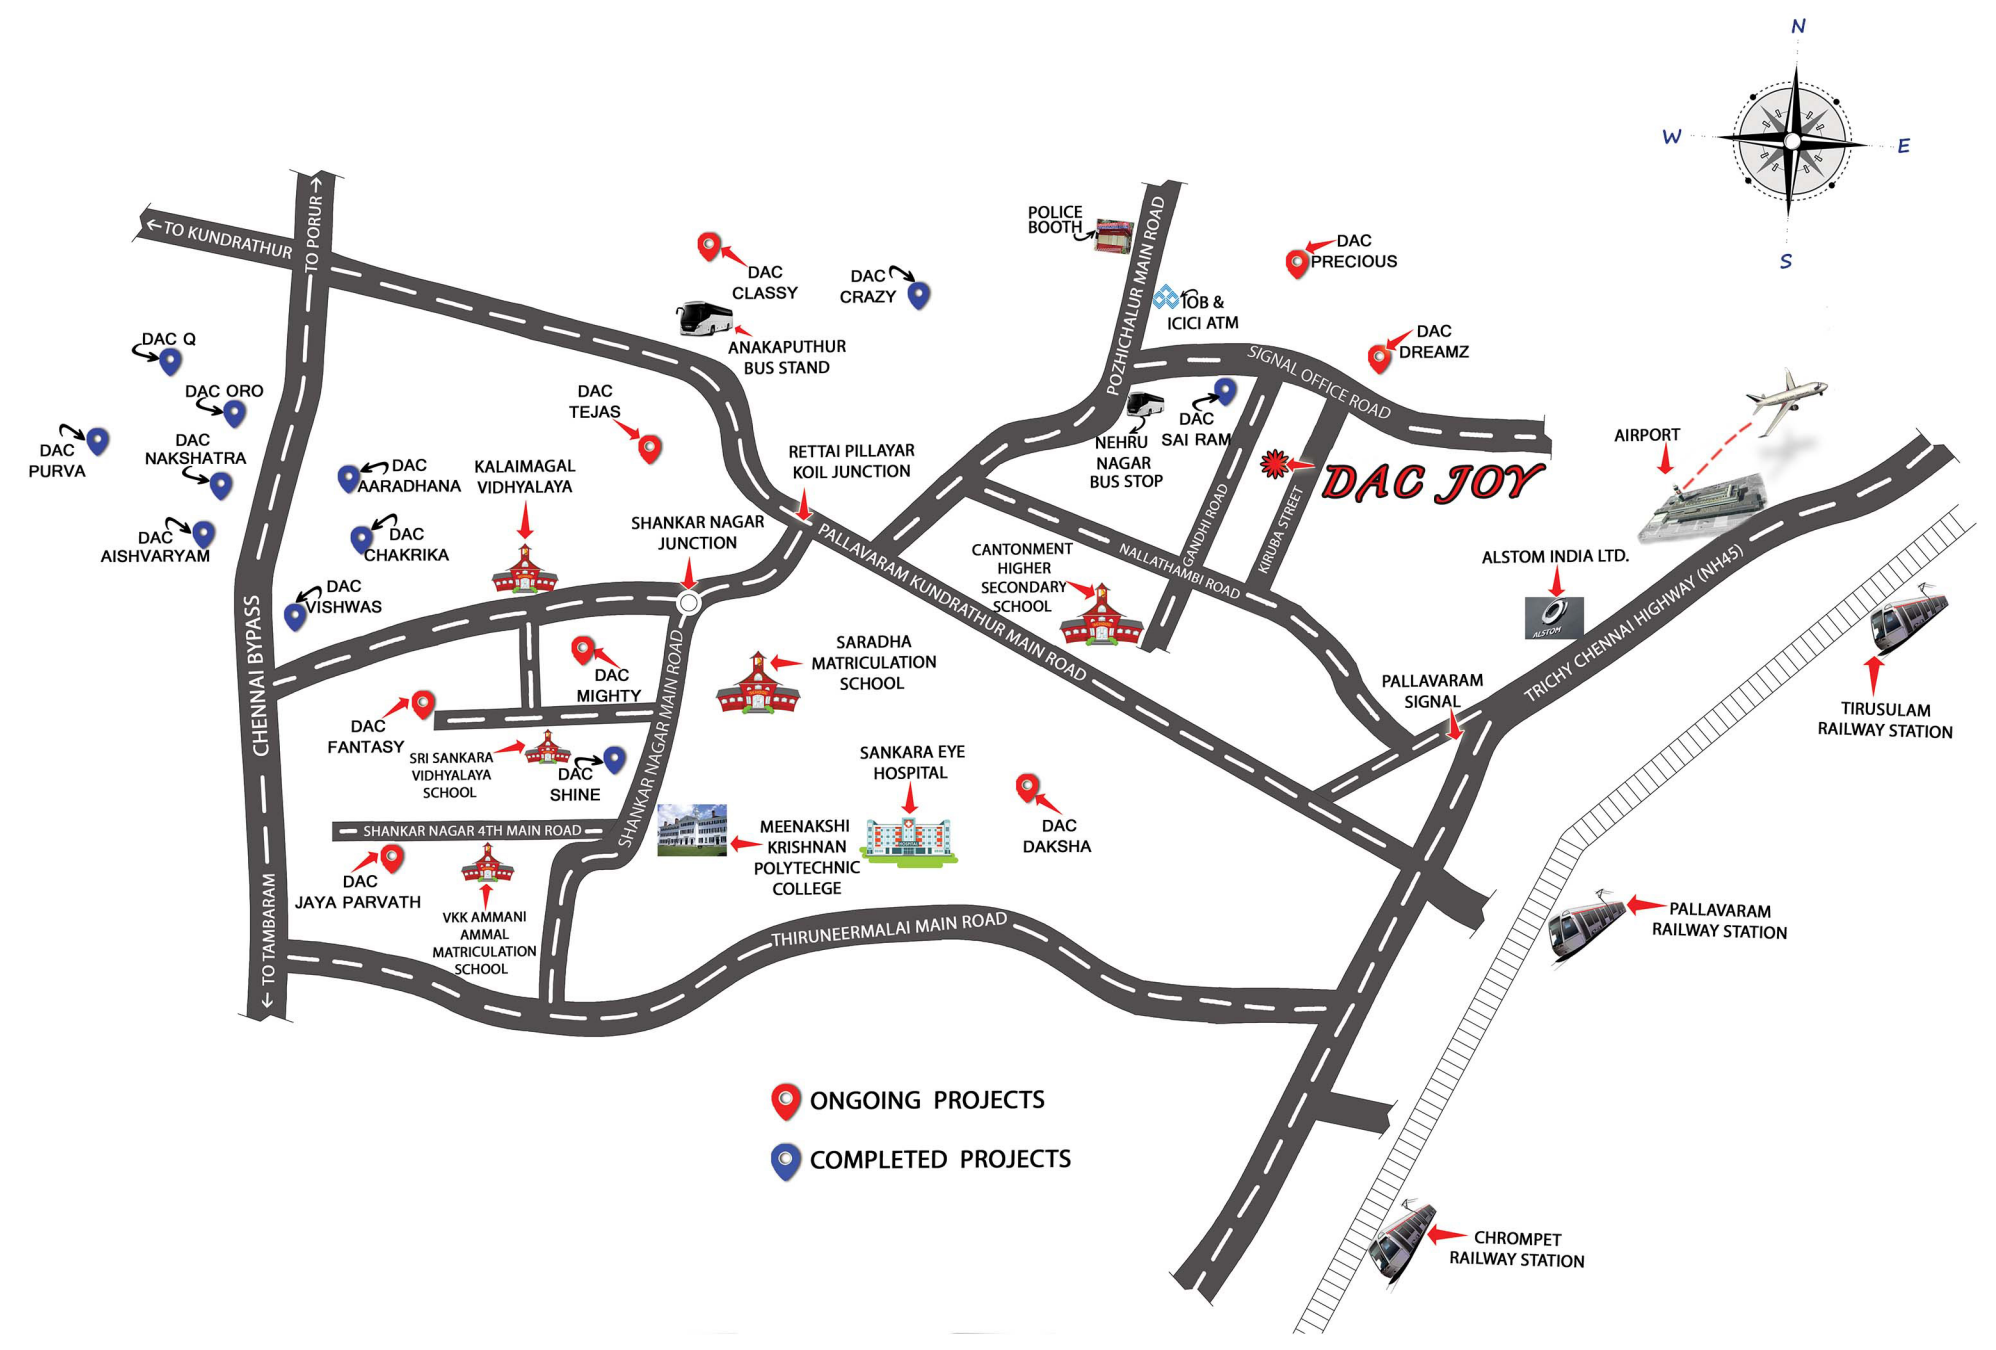 N
W
E
S
←TO KUNDRATHUR
TO PORUR→
POLICE
BOOTH
POZHICHALUR MAIN ROAD
DAC
PRECIOUS
DAC
CLASSY
DAC
CRAZY
IOB &
ICICI ATM
ANAKAPUTHUR
BUS STAND
DAC
DREAMZ
SIGNAL OFFICE ROAD
DAC Q
DAC ORO
DAC
PURVA
DAC
NAKSHATRA
DAC
AISHVARYAM
DAC
TEJAS
DAC
AARADHANA
DAC
CHAKRIKA
DAC
VISHWAS
KALAIMAGAL
VIDHYALAYA
RETTAI PILLAYAR
KOIL JUNCTION
SHANKAR NAGAR
JUNCTION
NEHRU
NAGAR
BUS STOP
DAC
SAI RAM
DAC JOY
GANDHI ROAD
KIRUBA STREET
AIRPORT
NALLATHAMBI ROAD
CANTONMENT
HIGHER
SECONDARY
SCHOOL
ALSTOM INDIA LTD.
ALSTOM
TRICHY CHENNAI HIGHWAY (NH45)
PALLAVARAM KUNDRATHUR MAIN ROAD
CHENNAI BYPASS
DAC
MIGHTY
SARADHA
MATRICULATION
SCHOOL
PALLAVARAM
SIGNAL
TIRUSULAM
RAILWAY STATION
DAC
FANTASY
SRI SANKARA
VIDHYALAYA
SCHOOL
DAC
SHINE
SHANKAR NAGAR MAIN ROAD
SANKARA EYE
HOSPITAL
HOSPITAL
MEENAKSHI
KRISHNAN
POLYTECHNIC
COLLEGE
DAC
DAKSHA
SHANKAR NAGAR 4TH MAIN ROAD
DAC
JAYA PARVATH
VKK AMMANI
AMMAL
MATRICULATION
SCHOOL
←TO TAMBARAM
THIRUNEERMALAI MAIN ROAD
PALLAVARAM
RAILWAY STATION
ONGOING PROJECTS
COMPLETED PROJECTS
CHROMPET
RAILWAY STATION